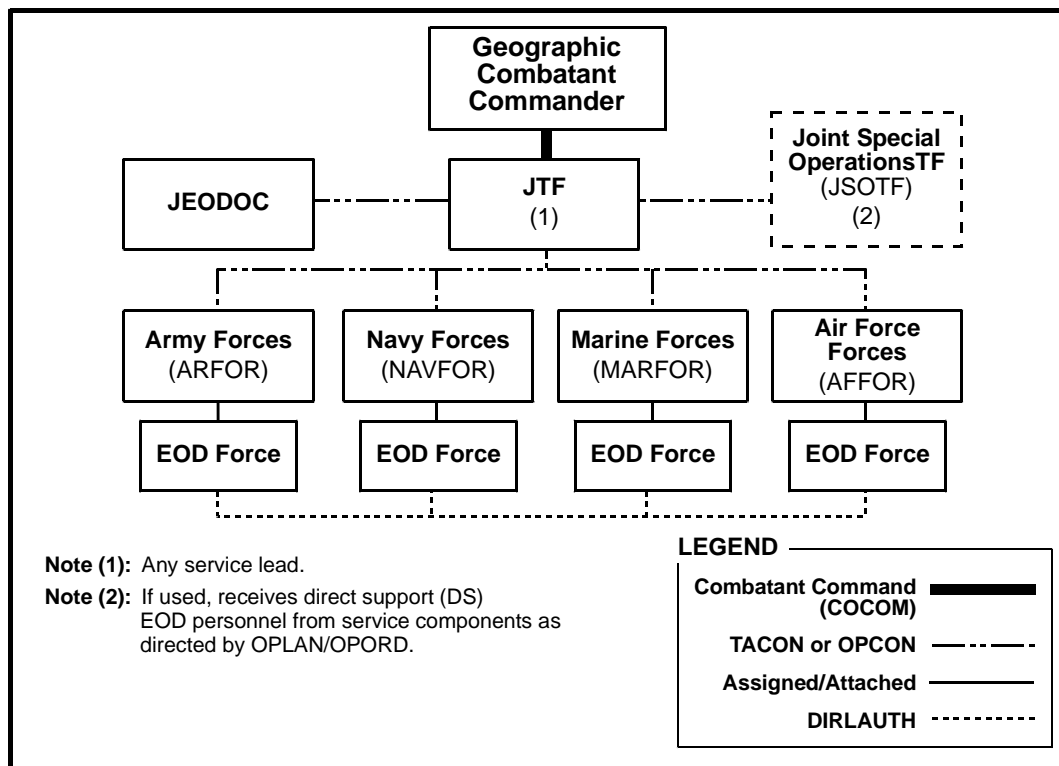 Geographic
Combatant
Commander
Joint Special
OperationsTF
(JSOTF)
(2)
JEODOC
JTF
(1)
Army Forces
(ARFOR)
Navy Forces
(NAVFOR)
Marine Forces
(MARFOR)
Air Force
Forces
(AFFOR)
EOD Force
EOD Force
EOD Force
EOD Force
Note (1): Any service lead.
Note (2): If used, receives direct support (DS)
EOD personnel from service components as
directed by OPLAN/OPORD.
LEGEND
Combatant Command
(COCOM)
TACON or OPCON
Assigned/Attached
DIRLAUTH